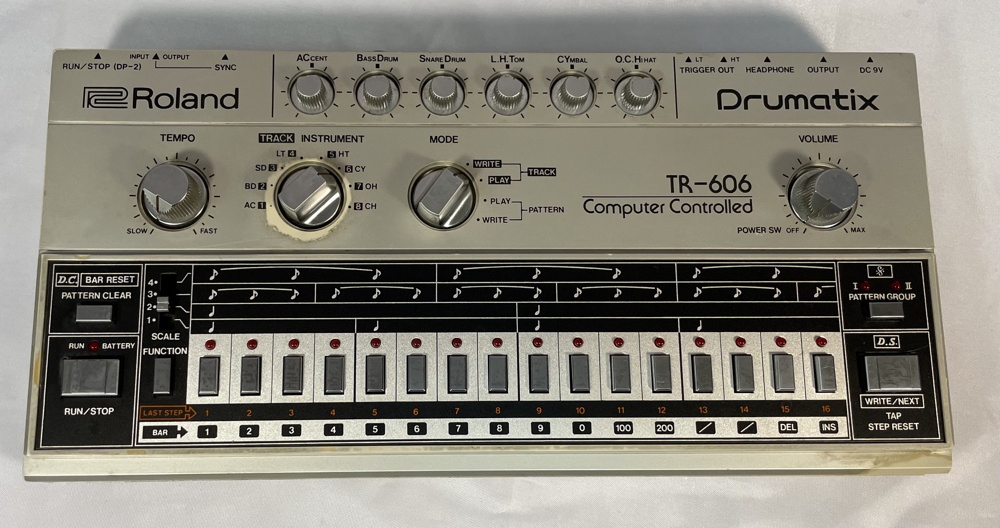 RUN/STOP (DP-2)
INPUT OUTPUT
SYNC
ACCENT BASSDRUM SNAREDRUM L.H.TOM CYMBAL O.C.HIHAT
LT HT
TRIGGER OUT HEADPHONE OUTPUT DC 9V
Roland
Drumatix
TEMPO
SLOW FAST
TRACK INSTRUMENT
LT 4 5 HT
SD 3 6 CY
BD 2 7 OH
AC 1 8 CH
MODE
WRITE
PLAY
TRACK
PLAY
WRITE
PATTERN
TR-606
Computer Controlled
VOLUME
POWER SW OFF MAX
D.C. BAR RESET
PATTERN CLEAR
RUN BATTERY
RUN/STOP
4
3
2
1
SCALE
FUNCTION
I II
PATTERN GROUP
D.S.
WRITE/NEXT
TAP
STEP RESET
LAST STEP 1 2 3 4 5 6 7 8 9 10 11 12 13 14 15 16
BAR 1 2 3 4 5 6 7 8 9 0 100 200 DEL INS